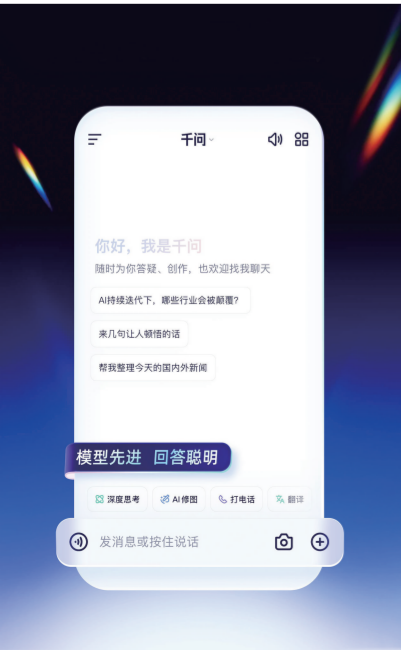 千问
你好，我是千问
随时为你答疑、创作，也欢迎找我聊天
AI持续迭代下，哪些行业会被颠覆？
来几句让人顿悟的话
帮我整理今天的国内外新闻
模型先进 回答聪明
深度思考 AI修图 打电话 翻译
发消息或按住说话